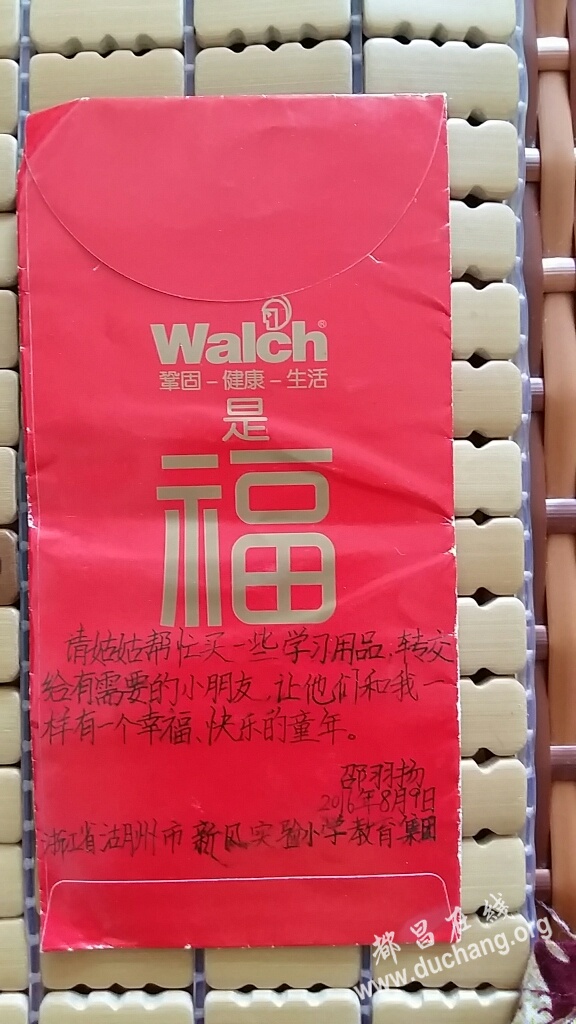 Walch®
鞏固-健康-生活
是
福
请姑姑帮忙买一些学习用品,转交
给有需要的小朋友,让他们和我一
样有一个幸福、快乐的童年。
邵羽扬
2016年8月9日
浙江省湖州市新风实验小学教育集团
都昌在线
www.duchang.org